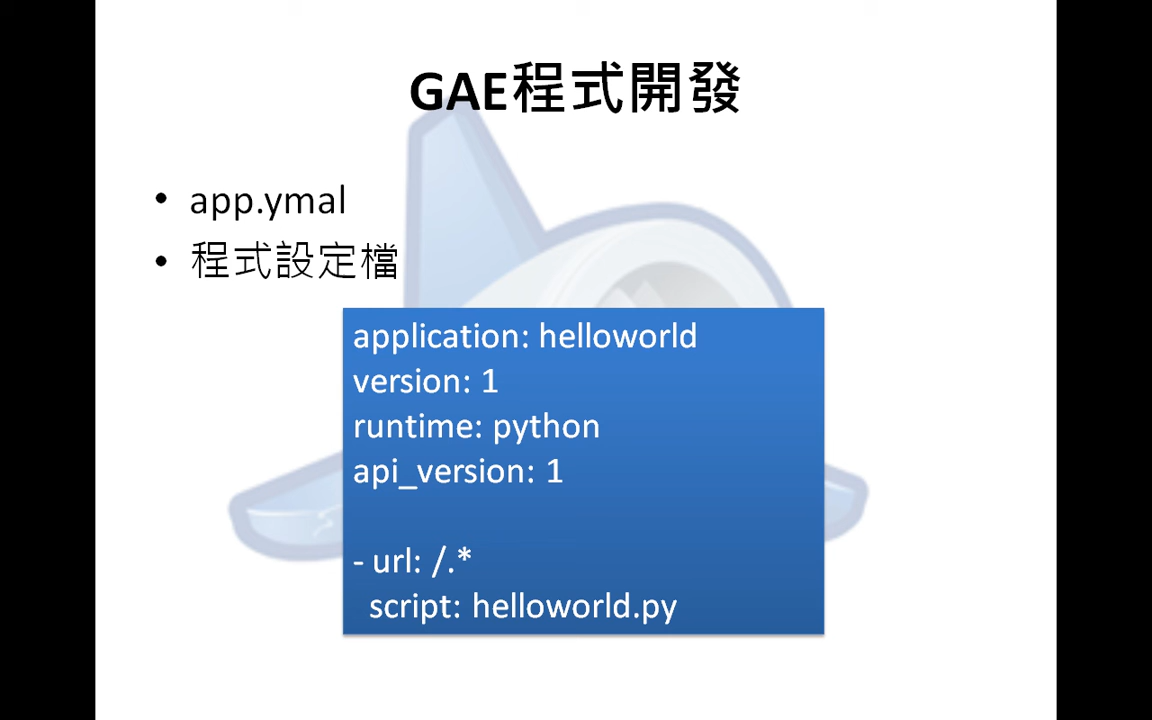 GAE程式開發
• app.ymal
• 程式設定檔
application: helloworld
version: 1
runtime: python
api_version: 1
- url: /.*
script: helloworld.py